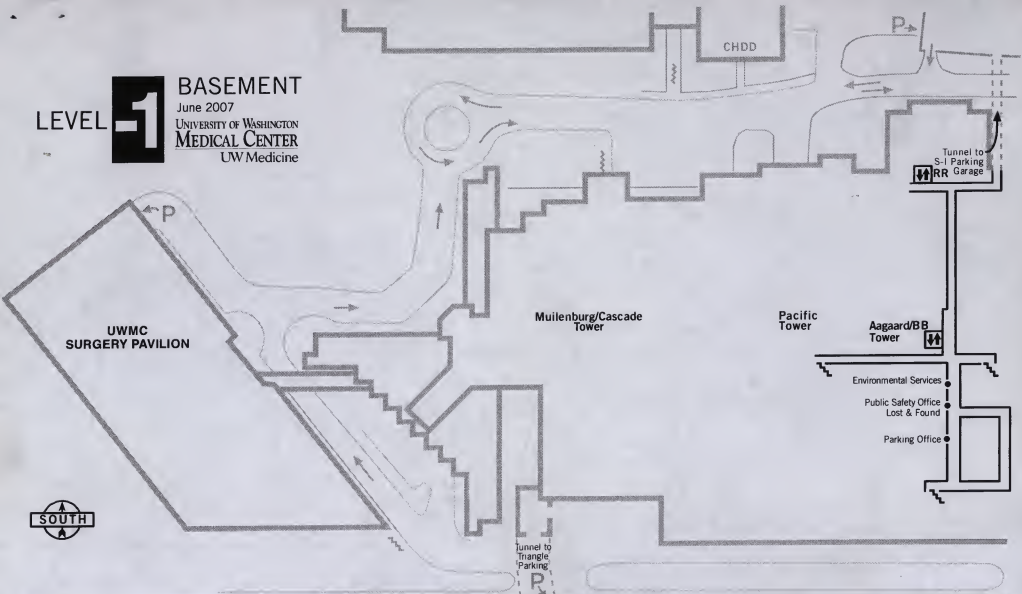 LEVEL -1
BASEMENT
June 2007
UNIVERSITY OF WASHINGTON
MEDICAL CENTER
UW Medicine
CHDD
P
Tunnel to
S-1 Parking
Garage
RR
P
UWMC
SURGERY PAVILION
Muilenburg/Cascade
Tower
Pacific
Tower
Aagaard/BB
Tower
Environmental Services
Public Safety Office
Lost & Found
Parking Office
SOUTH
Tunnel to
Triangle
Parking
P